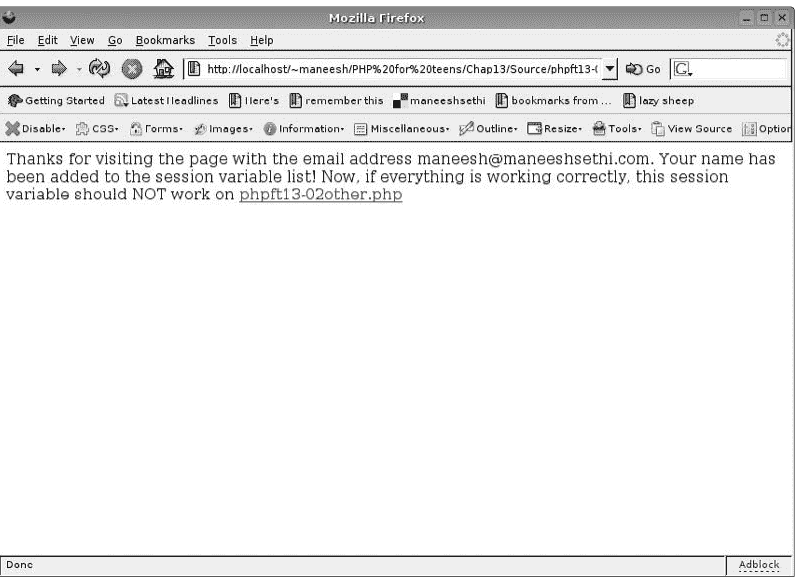 Mozilla Firefox
File Edit View Go Bookmarks Tools Help
http://localhost/~maneesh/PHP%20for%20teens/Chap13/Source/phpft13-( Go G
Getting Started Latest Headlines Here's remember this maneeshsethi bookmarks from ... lazy sheep
Disable CSS Forms Images Information Miscellaneous Outline Resize Tools View Source Option
Thanks for visiting the page with the email address maneesh@maneeshsethi.com. Your name has
been added to the session variable list! Now, if everything is working correctly, this session
variable should NOT work on phpft13-02other.php
Done Adblock